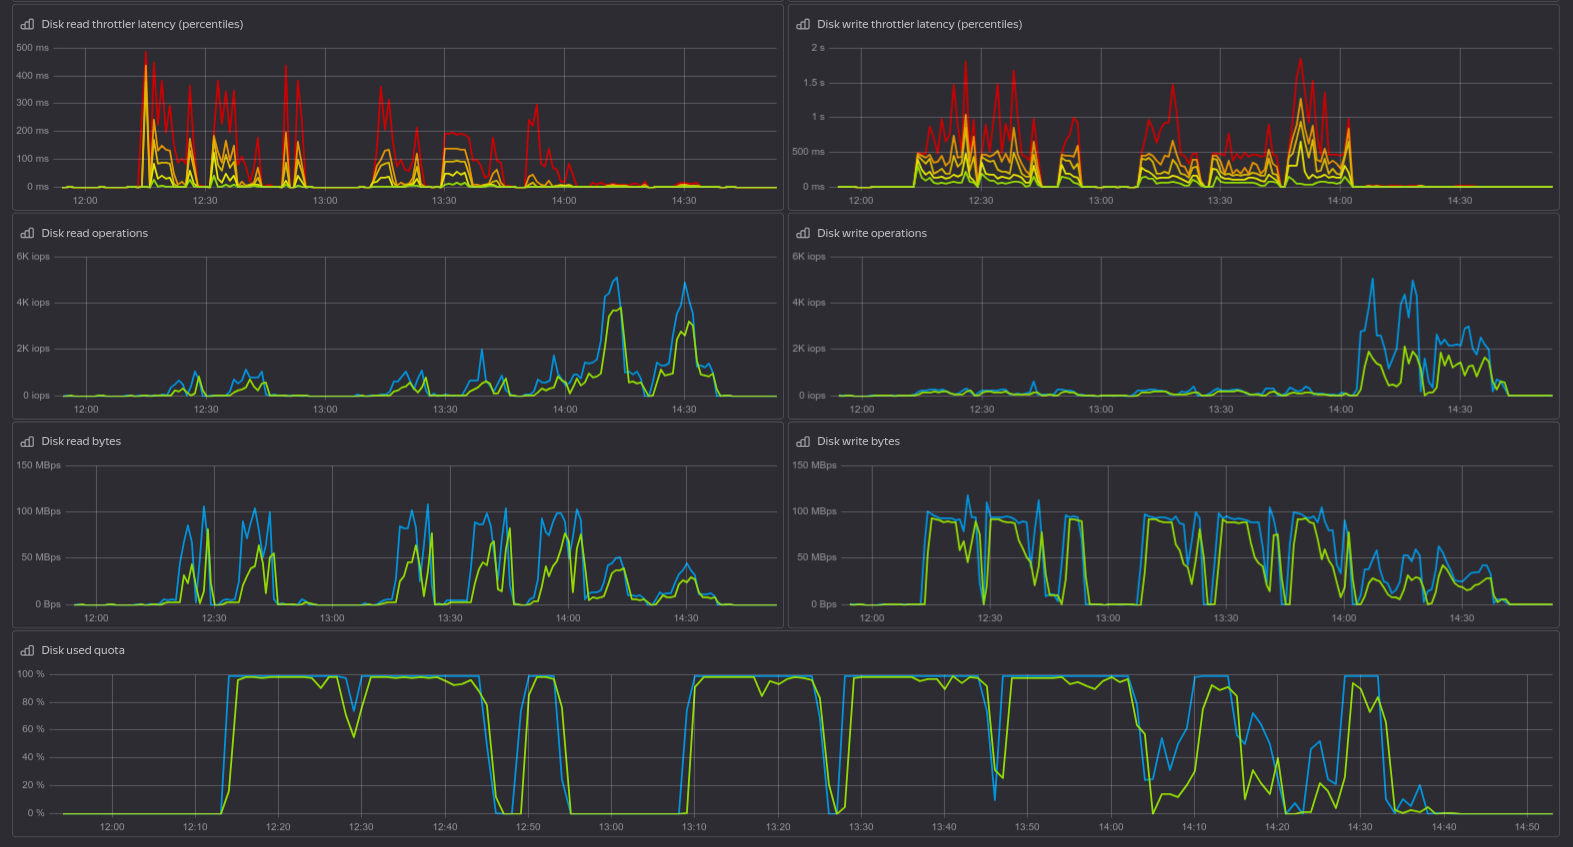 Disk read throttler latency (percentiles)
500 ms
400 ms
300 ms
200 ms
100 ms
0 ms
12:00 12:30 13:00 13:30 14:00 14:30
Disk write throttler latency (percentiles)
2 s
1.5 s
1 s
500 ms
0 ms
12:00 12:30 13:00 13:30 14:00 14:30
Disk read operations
6K iops
4K iops
2K iops
0 iops
12:00 12:30 13:00 13:30 14:00 14:30
Disk write operations
6K iops
4K iops
2K iops
0 iops
12:00 12:30 13:00 13:30 14:00 14:30
Disk read bytes
150 MBps
100 MBps
50 MBps
0 Bps
12:00 12:30 13:00 13:30 14:00 14:30
Disk write bytes
150 MBps
100 MBps
50 MBps
0 Bps
12:00 12:30 13:00 13:30 14:00 14:30
Disk used quota
100 %
80 %
60 %
40 %
20 %
0 %
12:00 12:10 12:20 12:30 12:40 12:50 13:00 13:10 13:20 13:30 13:40 13:50 14:00 14:10 14:20 14:30 14:40 14:50